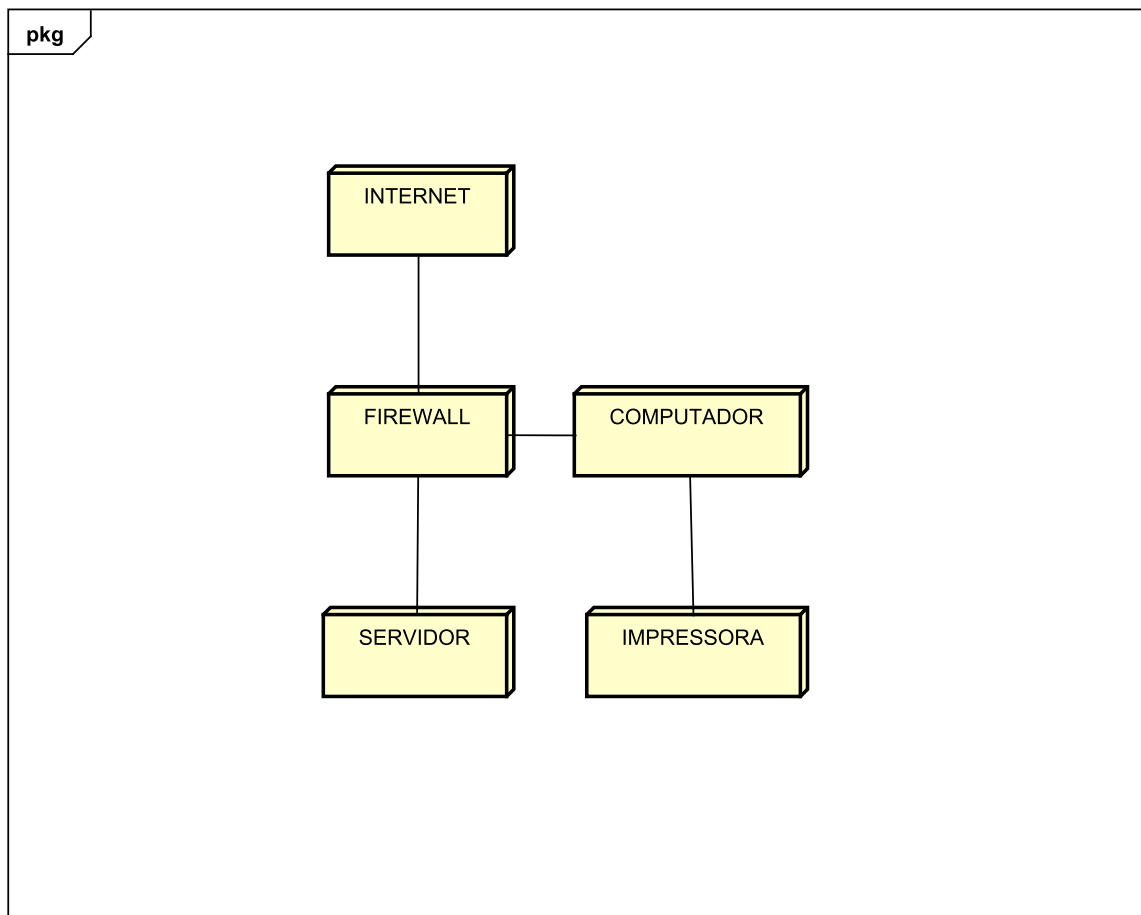 pkg
INTERNET
FIREWALL
COMPUTADOR
SERVIDOR
IMPRESSORA